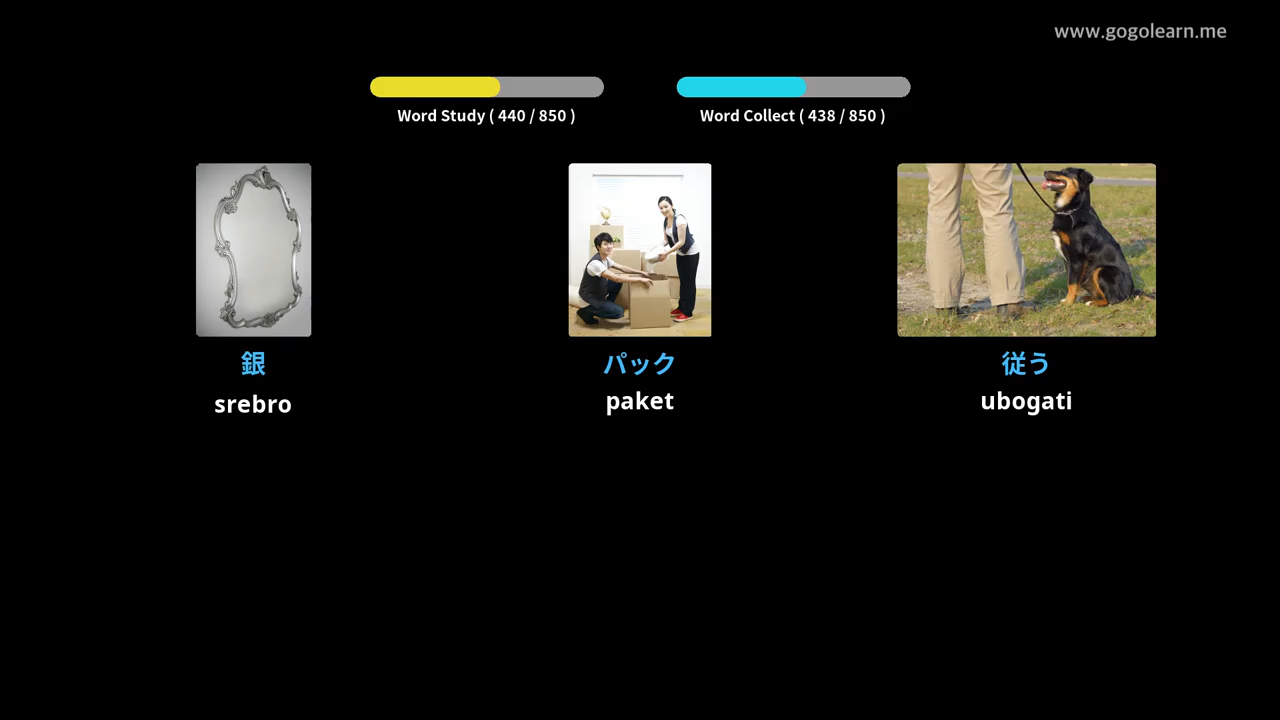 www.gogolearn.me
Word Study ( 440 / 850 )
Word Collect ( 438 / 850 )
銀
パック
従う
srebro
paket
ubogati